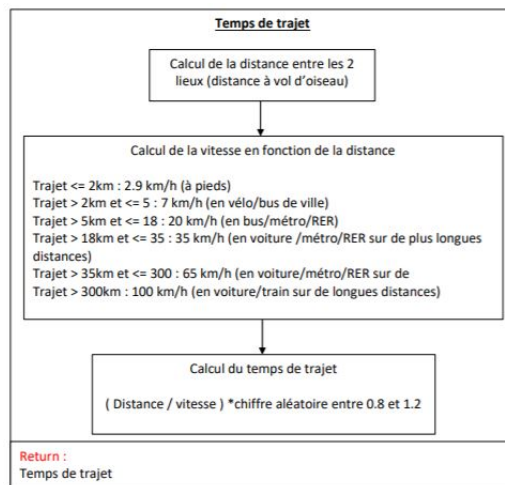 Temps de trajet
Calcul de la distance entre les 2
lieux (distance à vol d'oiseau)
Calcul de la vitesse en fonction de la distance
Trajet <= 2km : 2.9 km/h (à pieds)
Trajet > 2km et <= 5 : 7 km/h (en vélo/bus de ville)
Trajet > 5km et <= 18 : 20 km/h (en bus/métro/RER)
Trajet > 18km et <= 35 : 35 km/h (en voiture /métro/RER sur de plus longues
distances)
Trajet > 35km et <= 300 : 65 km/h (en voiture/métro/RER sur de
Trajet > 300km : 100 km/h (en voiture/train sur de longues distances)
Calcul du temps de trajet
( Distance / vitesse ) *chiffre aléatoire entre 0.8 et 1.2
Return :
Temps de trajet